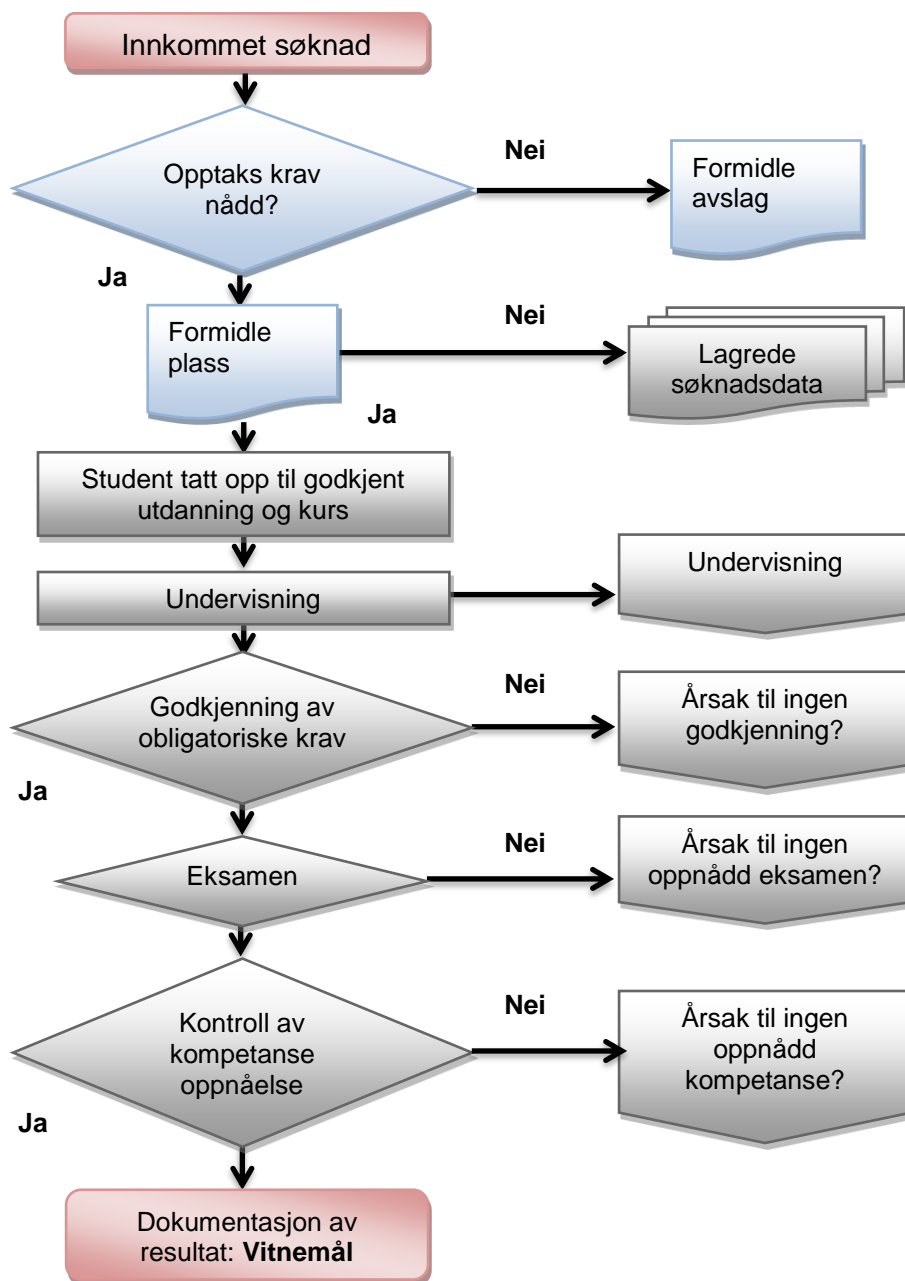 Innkommet søknad
Opptaks krav
nådd?
Nei
Formidle
avslag
Ja
Formidle
plass
Nei
Lagrede
søknadsdata
Ja
Student tatt opp til godkjent
utdanning og kurs
Undervisning
Undervisning
Godkjenning av
obligatoriske krav
Nei
Årsak til ingen
godkjenning?
Ja
Eksamen
Nei
Årsak til ingen
oppnådd eksamen?
Kontroll av
kompetanse
oppnåelse
Nei
Årsak til ingen
oppnådd
kompetanse?
Ja
Dokumentasjon av
resultat: Vitnemål